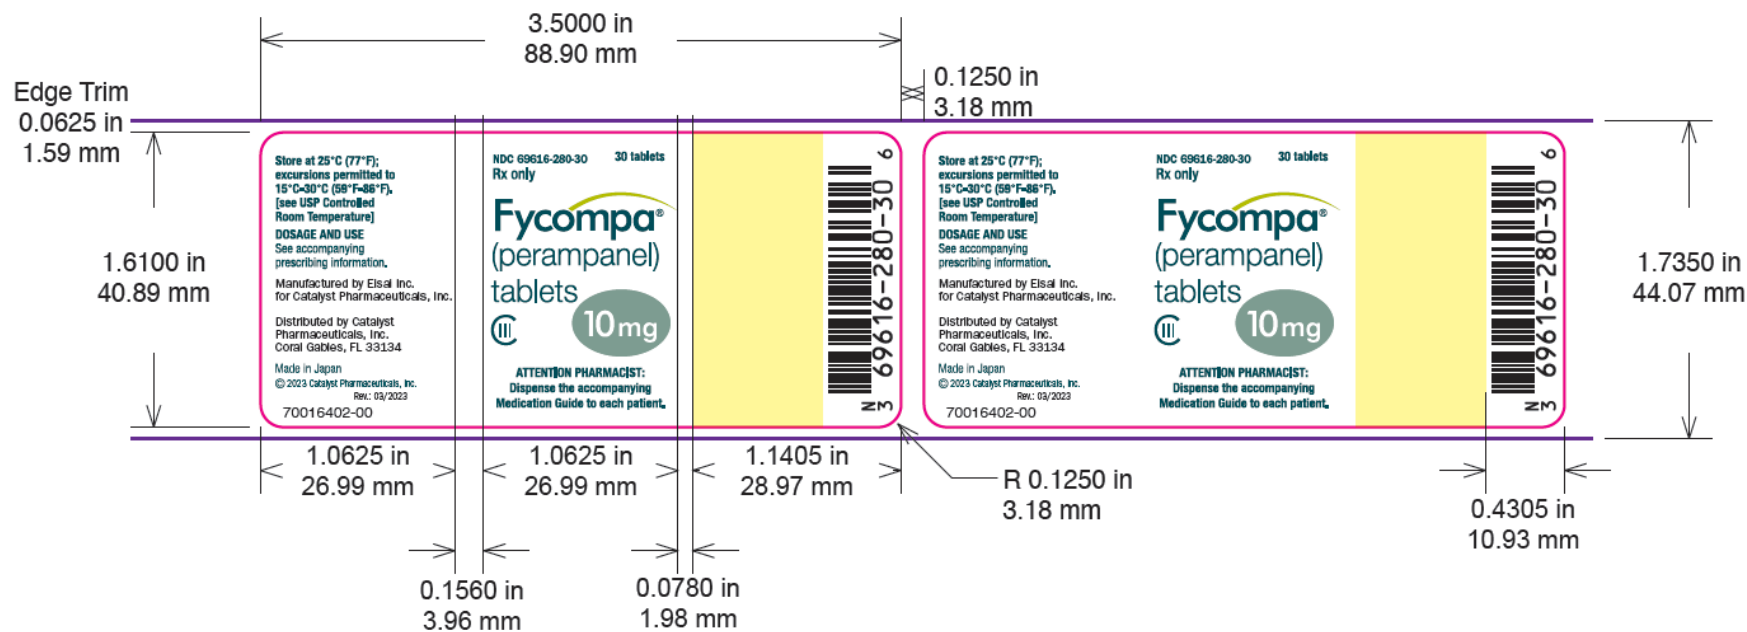 3.5000 in
88.90 mm
0.1250 in
3.18 mm
Edge Trim
0.0625 in
1.59 mm
1.6100 in
40.89 mm
Store at 25°C (77°F);
excursions permitted to
15°C-30°C (59°F-86°F).
[see USP Controlled
Room Temperature]
DOSAGE AND USE
See accompanying
prescribing information.
Manufactured by Eisai Inc.
for Catalyst Pharmaceuticals, Inc.
Distributed by Catalyst
Pharmaceuticals, Inc.
Coral Gables, FL 33134
Made in Japan
© 2023 Catalyst Pharmaceuticals, Inc.
Rev.: 03/2023
70016402-00
NDC 69616-280-30 30 tablets
Rx only
Fycompa®
(perampanel)
tablets
CIII
10 mg
ATTENTION PHARMACIST:
Dispense the accompanying
Medication Guide to each patient.
N 3 69616-280-30 6
Store at 25°C (77°F);
excursions permitted to
15°C-30°C (59°F-86°F).
[see USP Controlled
Room Temperature]
DOSAGE AND USE
See accompanying
prescribing information.
Manufactured by Eisai Inc.
for Catalyst Pharmaceuticals, Inc.
Distributed by Catalyst
Pharmaceuticals, Inc.
Coral Gables, FL 33134
Made in Japan
© 2023 Catalyst Pharmaceuticals, Inc.
Rev.: 03/2023
70016402-00
NDC 69616-280-30 30 tablets
Rx only
Fycompa®
(perampanel)
tablets
CIII
10 mg
ATTENTION PHARMACIST:
Dispense the accompanying
Medication Guide to each patient.
N 3 69616-280-30 6
1.7350 in
44.07 mm
1.0625 in
26.99 mm
1.0625 in
26.99 mm
1.1405 in
28.97 mm
R 0.1250 in
3.18 mm
0.4305 in
10.93 mm
0.1560 in
3.96 mm
0.0780 in
1.98 mm